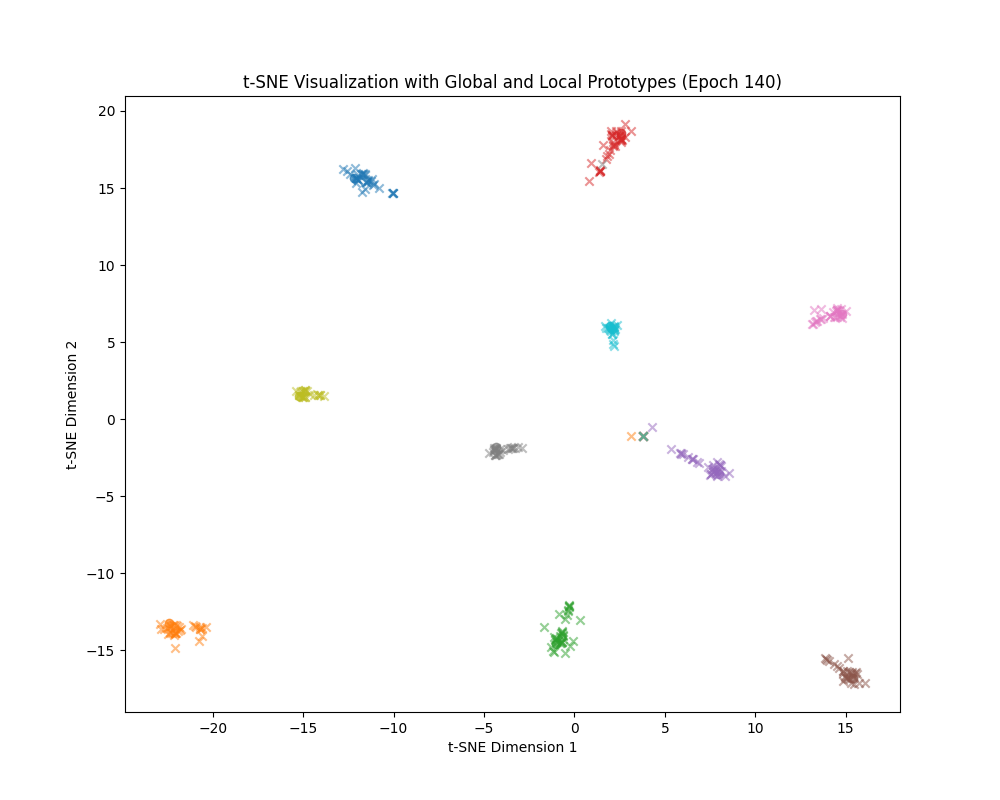 t-SNE Visualization with Global and Local Prototypes (Epoch 140)
20
15
10
5
0
−5
−10
−15
t-SNE Dimension 2
−20 −15 −10 −5 0 5 10 15
t-SNE Dimension 1